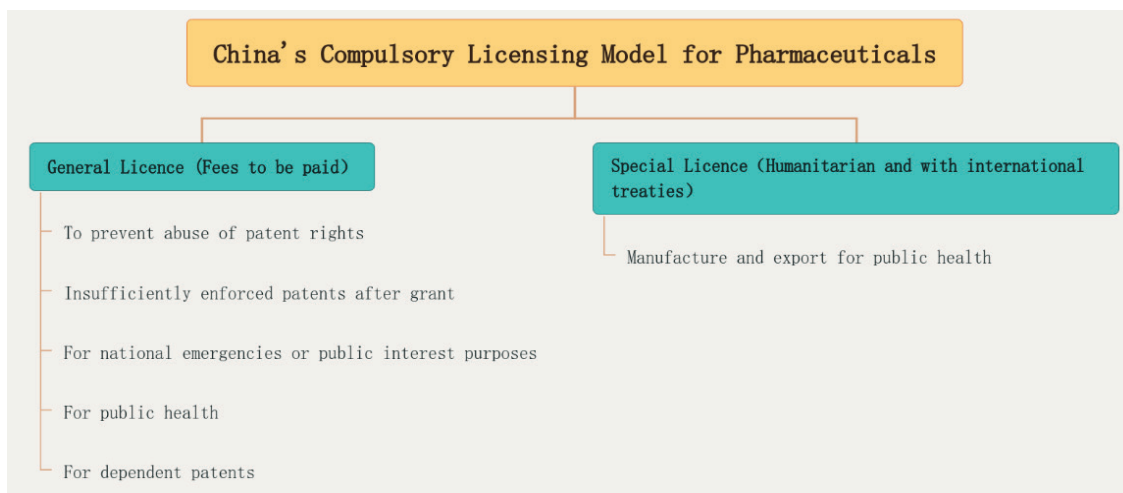 China's Compulsory Licensing Model for Pharmaceuticals
General Licence (Fees to be paid)
To prevent abuse of patent rights
Insufficiently enforced patents after grant
For national emergencies or public interest purposes
For public health
For dependent patents
Special Licence (Humanitarian and with international
treaties)
Manufacture and export for public health